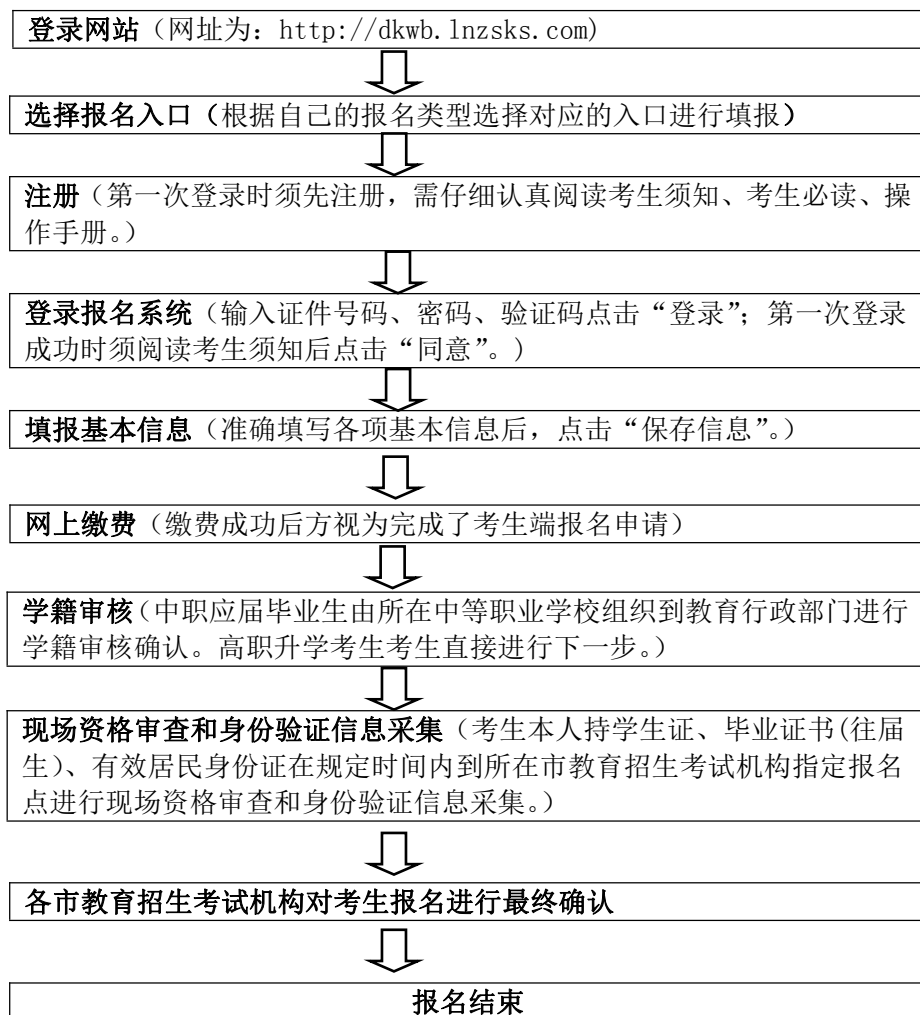 登录网站（网址为：http://dkwb.lnzsks.com)
选择报名入口（根据自己的报名类型选择对应的入口进行填报）
注册（第一次登录时须先注册，需仔细认真阅读考生须知、考生必读、操
作手册。）
登录报名系统（输入证件号码、密码、验证码点击“登录”；第一次登录
成功时须阅读考生须知后点击“同意”。)
填报基本信息（准确填写各项基本信息后，点击“保存信息”。）
网上缴费（缴费成功后方视为完成了考生端报名申请）
学籍审核（中职应届毕业生由所在中等职业学校组织到教育行政部门进行
学籍审核确认。高职升学考生考生直接进行下一步。）
现场资格审查和身份验证信息采集（考生本人持学生证、毕业证书(往届
生)、有效居民身份证在规定时间内到所在市教育招生考试机构指定报名
点进行现场资格审查和身份验证信息采集。）
各市教育招生考试机构对考生报名进行最终确认
报名结束